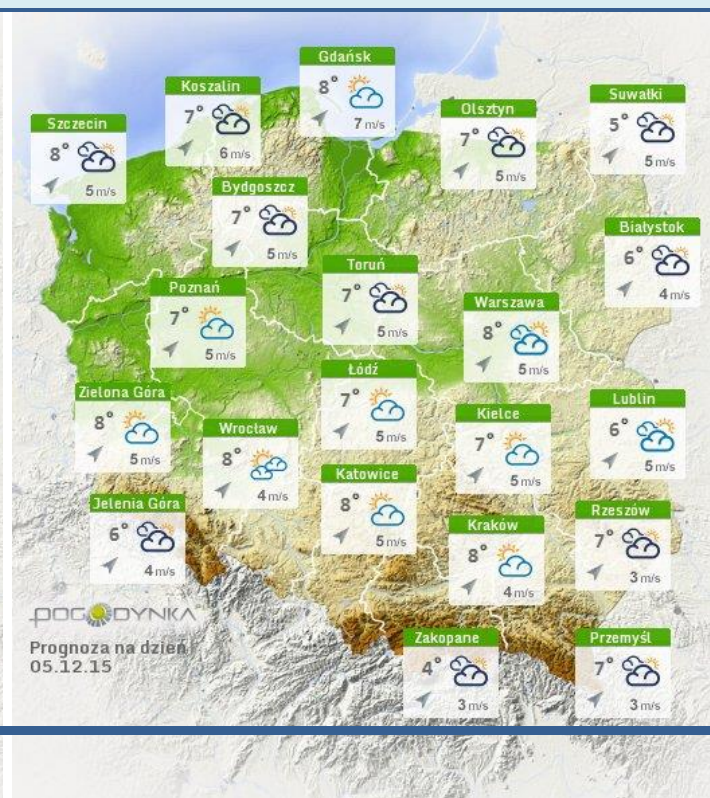 Gdańsk
8°
7 m/s
Koszalin
7°
6 m/s
Suwałki
5°
5 m/s
Olsztyn
7°
5 m/s
Szczecin
8°
5 m/s
Bydgoszcz
7°
5 m/s
Białystok
6°
4 m/s
Toruń
7°
5 m/s
Poznań
7°
5 m/s
Warszawa
8°
5 m/s
Łódź
7°
5 m/s
Zielona Góra
8°
5 m/s
Lublin
6°
5 m/s
Kielce
7°
5 m/s
Wrocław
8°
4 m/s
Katowice
8°
5 m/s
Jelenia Góra
6°
4 m/s
Rzeszów
7°
3 m/s
Kraków
8°
4 m/s
POGODYNKA
Prognoza na dzień
05.12.15
Zakopane
4°
3 m/s
Przemyśl
7°
3 m/s